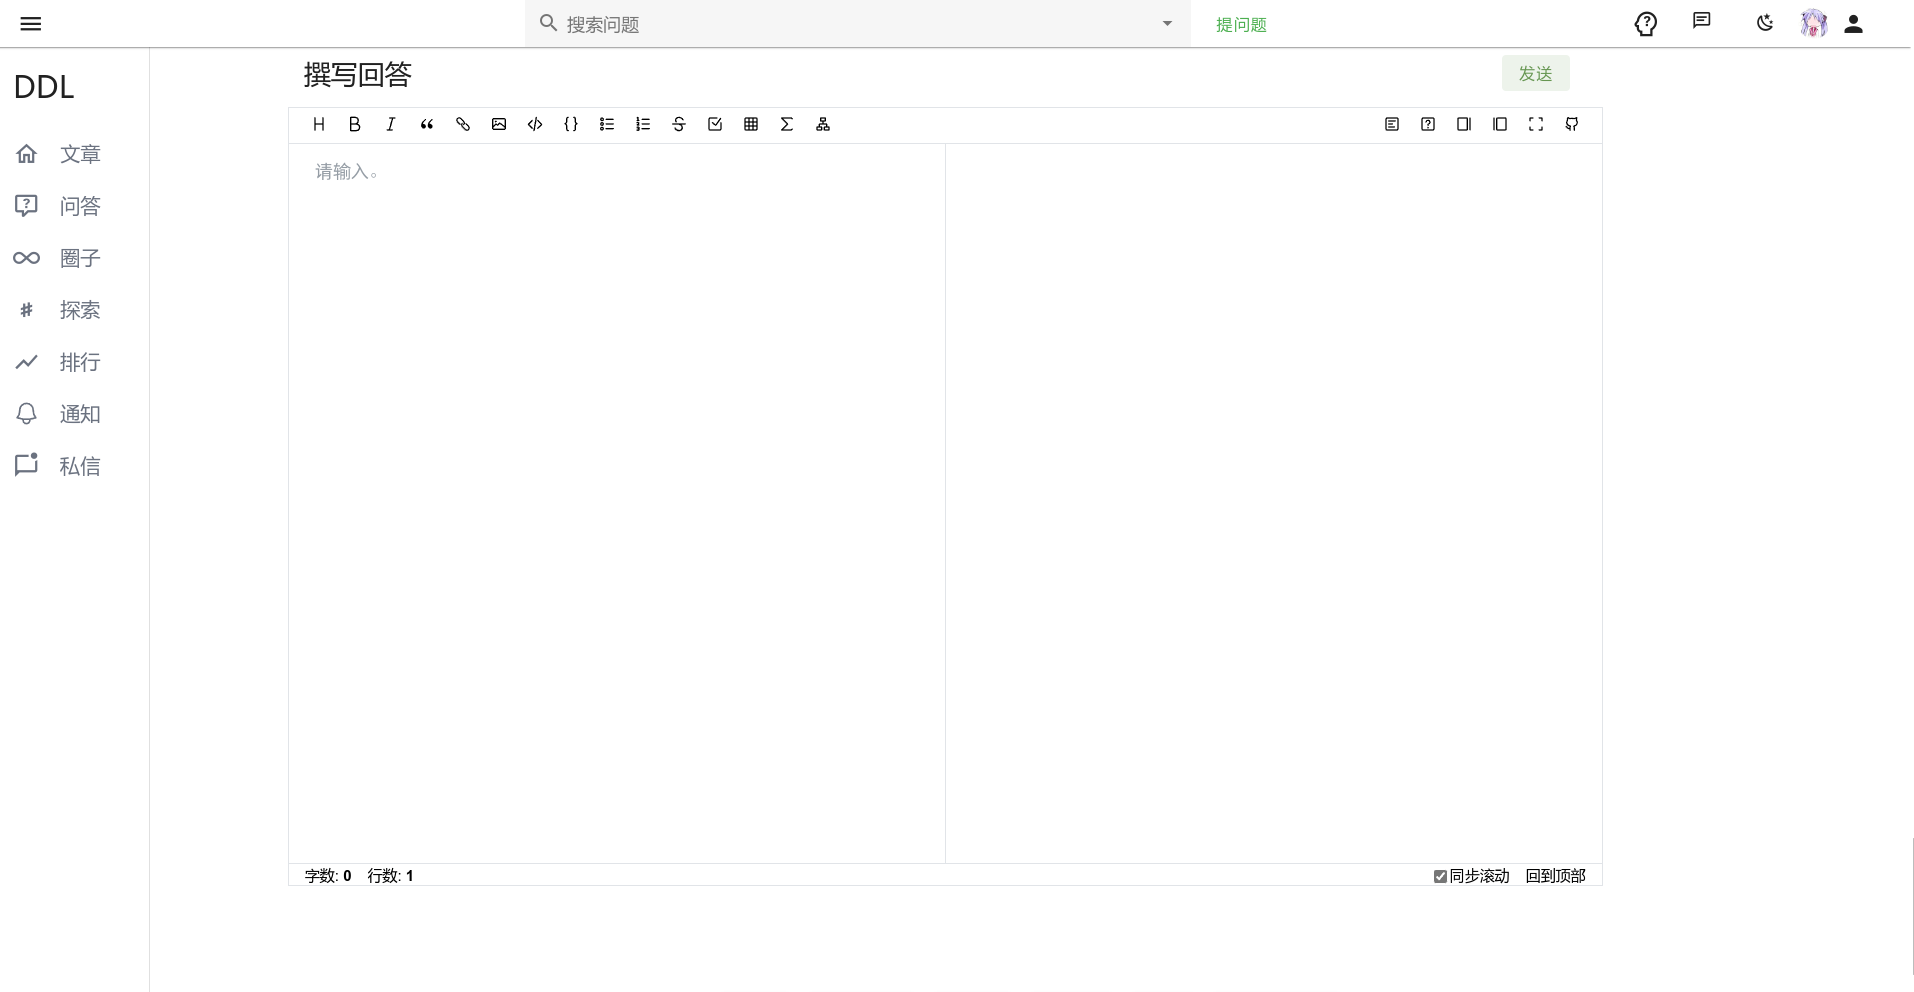 搜索问题
提问题
DDL
文章
问答
圈子
探索
排行
通知
私信
撰写回答
发送
请输入。
字数: 0 行数: 1
同步滚动 回到顶部